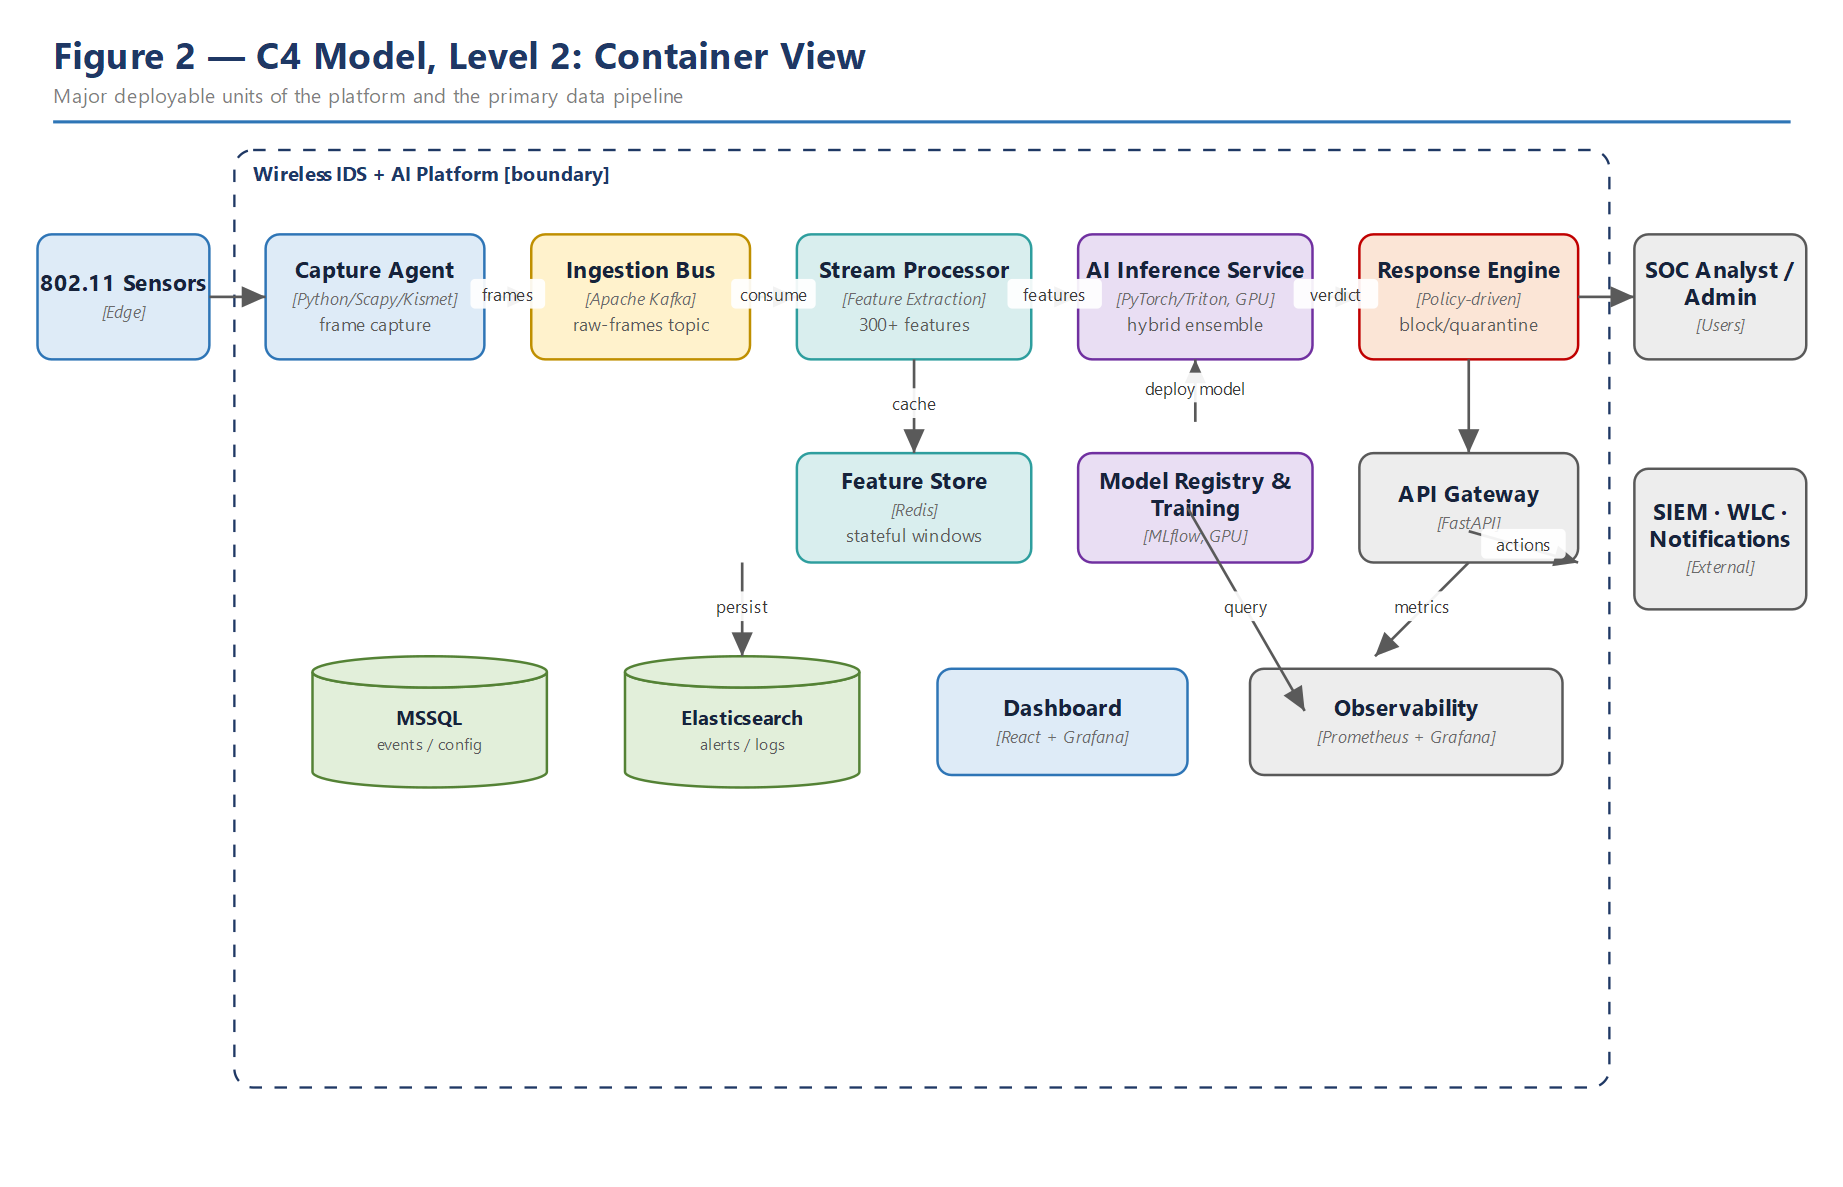 Figure 2 — C4 Model, Level 2: Container View
Major deployable units of the platform and the primary data pipeline
Wireless IDS + AI Platform [boundary]
802.11 Sensors
[Edge]
Capture Agent
[Python/Scapy/Kismet]
frame capture
frames
Ingestion Bus
[Apache Kafka]
raw-frames topic
consume
Stream Processor
[Feature Extraction]
300+ features
features
AI Inference Service
[PyTorch/Triton, GPU]
hybrid ensemble
verdict
Response Engine
[Policy-driven]
block/quarantine
SOC Analyst /
Admin
[Users]
cache
deploy model
Feature Store
[Redis]
stateful windows
Model Registry &
Training
[MLflow, GPU]
API Gateway
[FastAPI]
actions
SIEM · WLC ·
Notifications
[External]
persist
query
metrics
MSSQL
events / config
Elasticsearch
alerts / logs
Dashboard
[React + Grafana]
Observability
[Prometheus + Grafana]